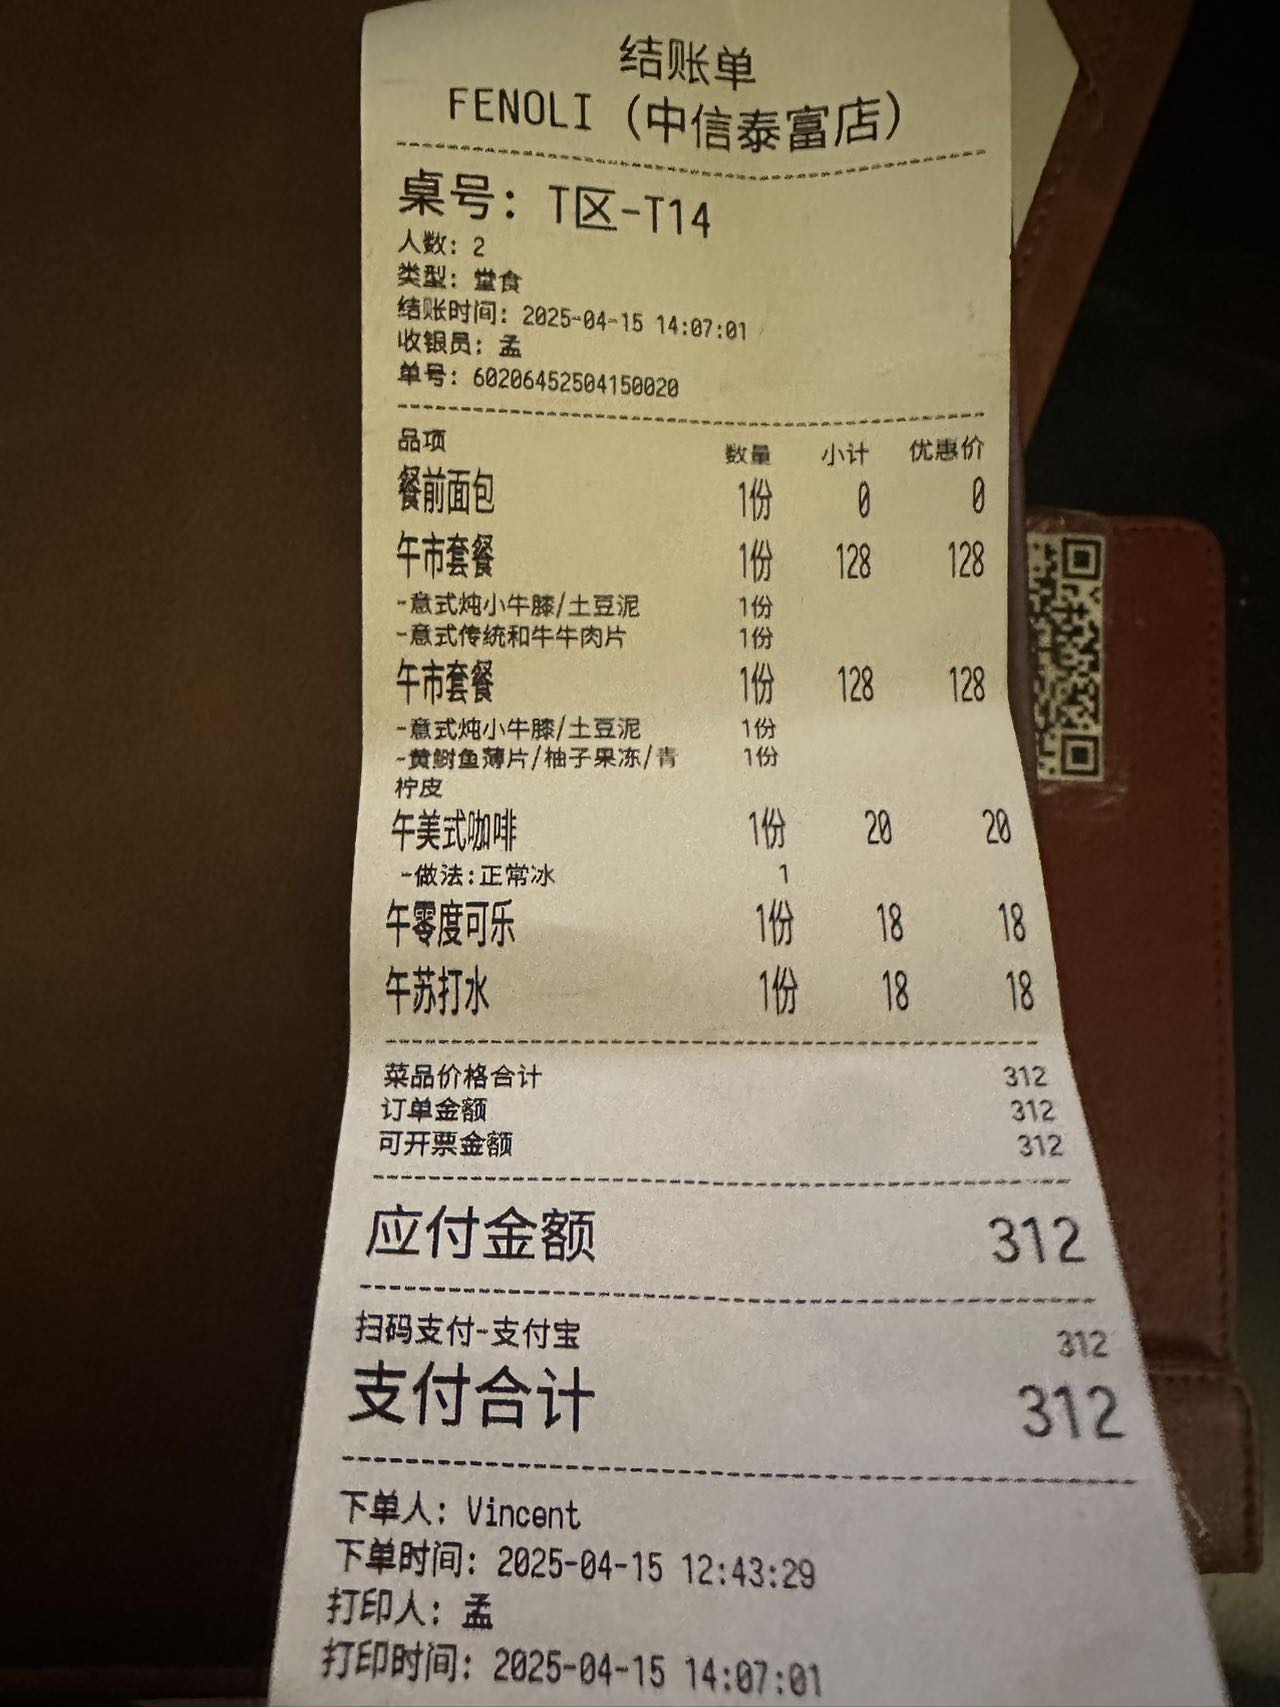 结账单
FENOLI（中信泰富店）
桌号：T区-T14
人数：2
类型：堂食
结账时间：2025-04-15 14:07:01
收银员：孟
单号：60206452504150020
品项 数量 小计 优惠价
餐前面包 1份 0 0
午市套餐 1份 128 128
-意式炖小牛膝/土豆泥 1份
-意式传统和牛牛肉片 1份
午市套餐 1份 128 128
-意式炖小牛膝/土豆泥 1份
-黄鰤鱼薄片/柚子果冻/青 1份
柠皮
午美式咖啡 1份 20 20
-做法:正常冰 1
午零度可乐 1份 18 18
午苏打水 1份 18 18
菜品价格合计 312
订单金额 312
可开票金额 312
应付金额 312
扫码支付-支付宝 312
支付合计 312
下单人：Vincent
下单时间：2025-04-15 12:43:29
打印人：孟
打印时间：2025-04-15 14:07:01